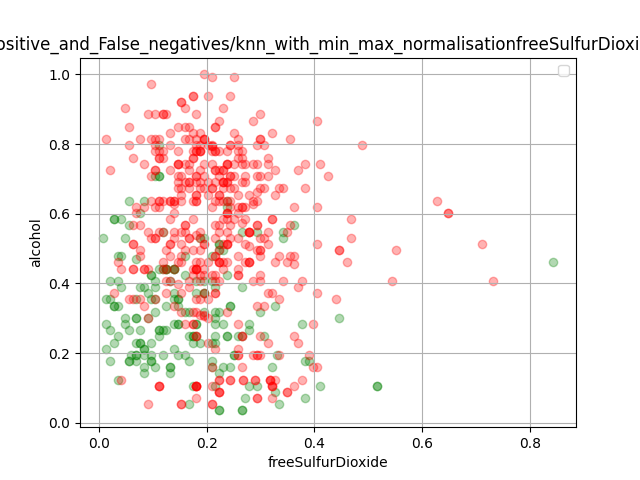 ositive_and_False_negatives/knn_with_min_max_normalisationfreeSulfurDioxi
1.0
0.8
0.6
0.4
0.2
0.0
alcohol
0.0 0.2 0.4 0.6 0.8
freeSulfurDioxide